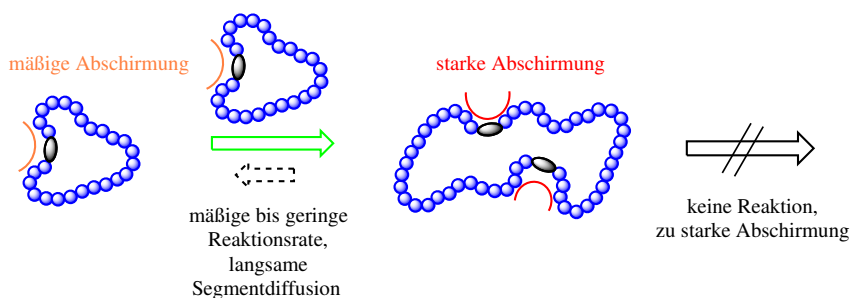 mäßige Abschirmung
mäßige bis geringe
Reaktionsrate,
langsame
Segmentdiffusion
starke Abschirmung
keine Reaktion,
zu starke Abschirmung